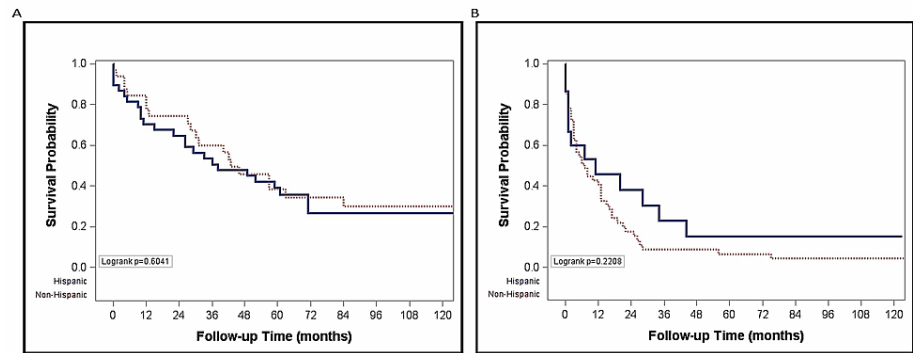 A
Survival Probability
1.0
0.8
0.6
0.4
0.2
0.0
Logrank p=0.6041
Hispanic
Non-Hispanic
0 12 24 36 48 60 72 84 96 108 120
Follow-up Time (months)
B
Survival Probability
1.0
0.8
0.6
0.4
0.2
0.0
Logrank p=0.2208
Hispanic
Non-Hispanic
0 12 24 36 48 60 72 84 96 108 120
Follow-up Time (months)